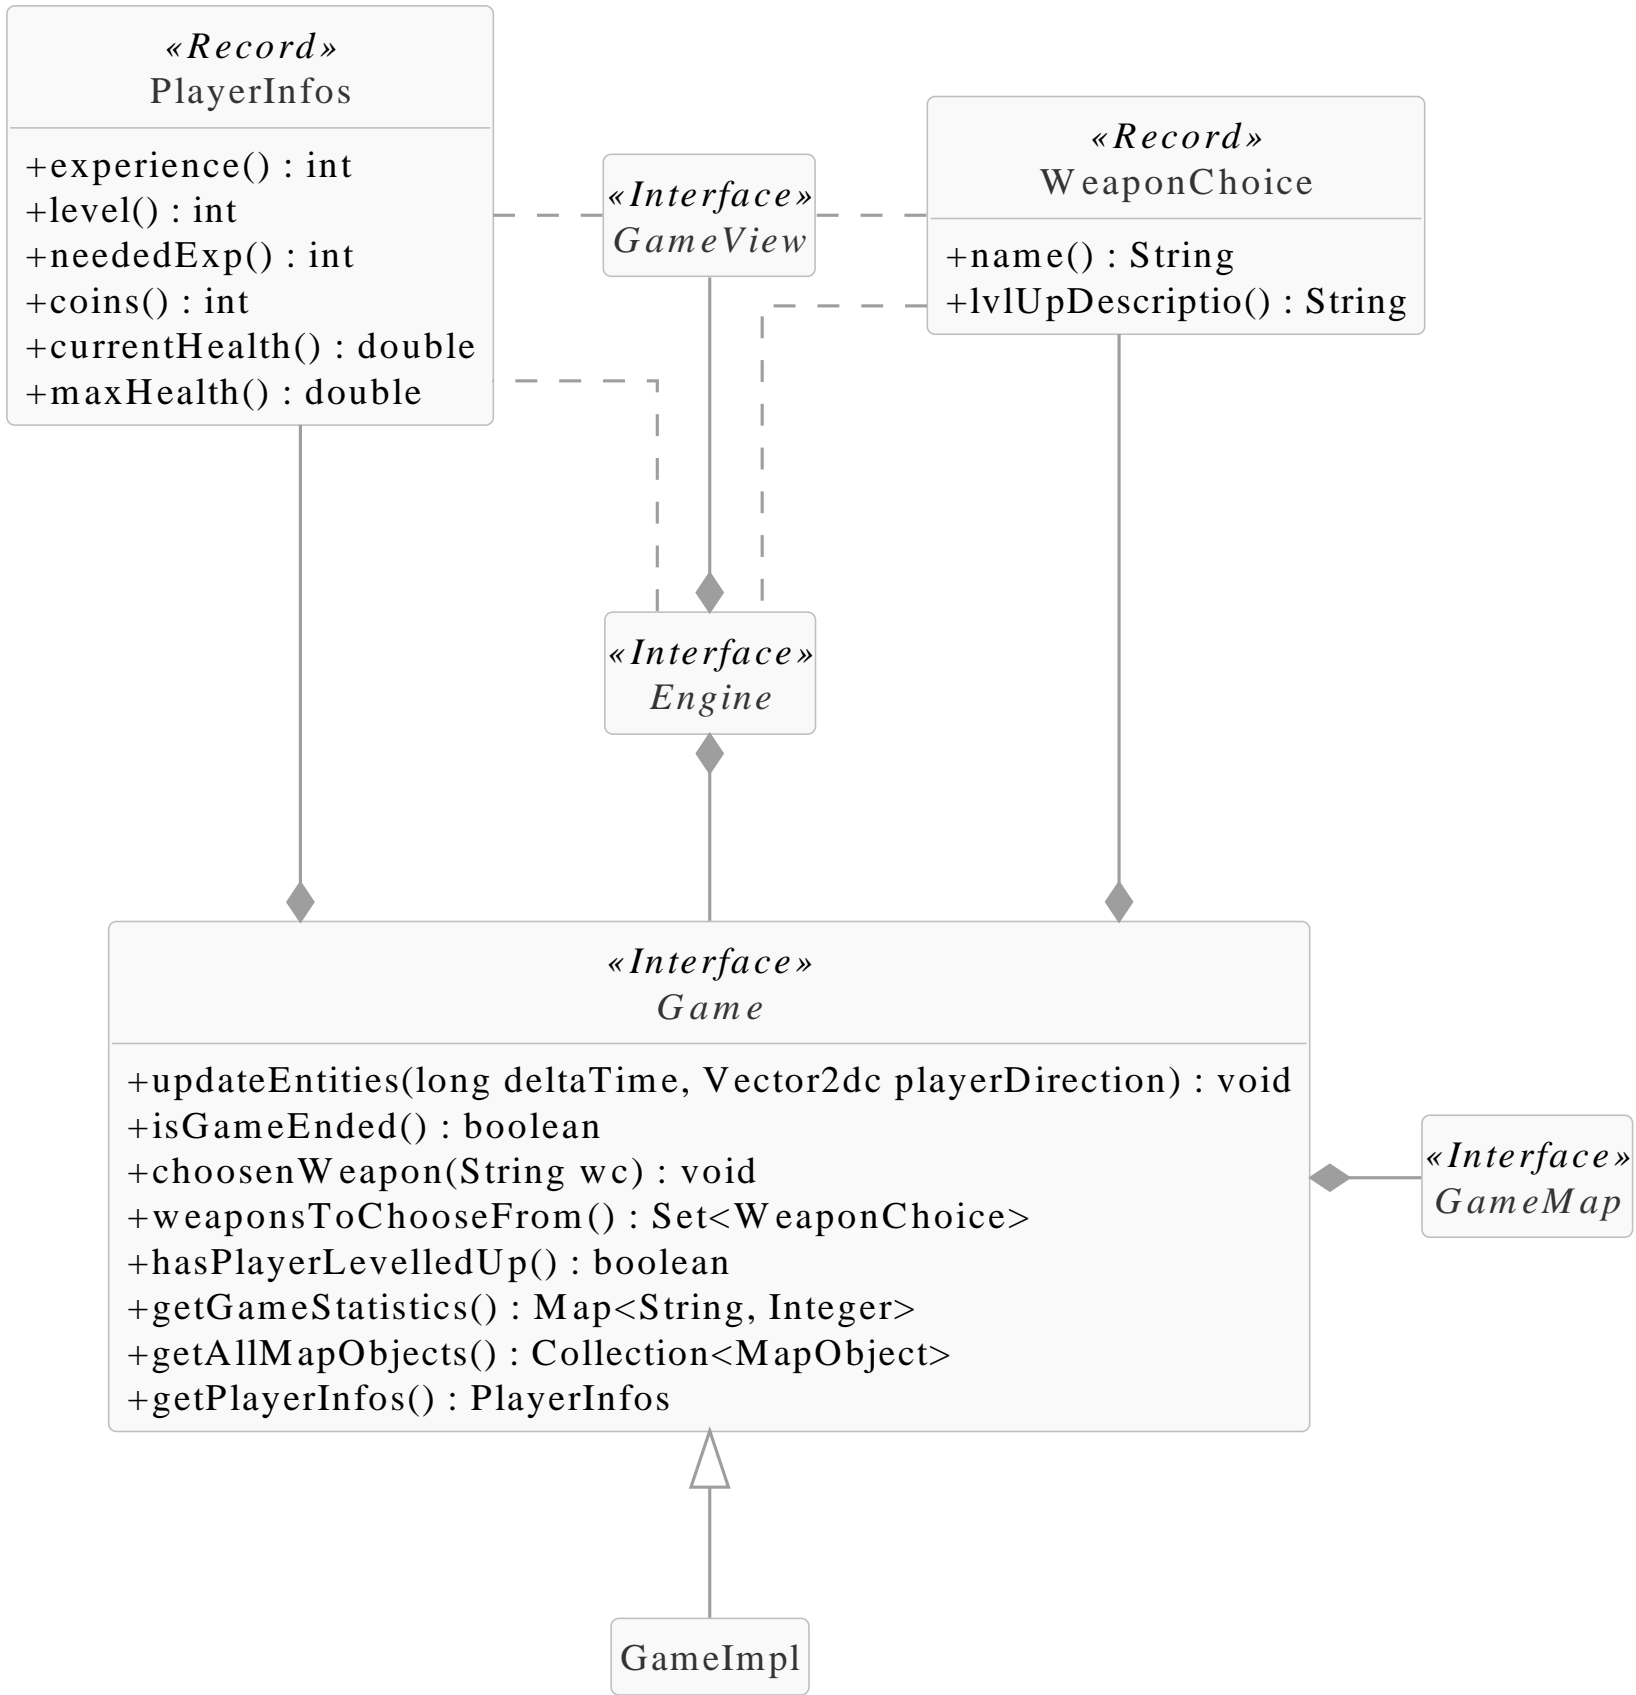 «Record»
PlayerInfos
+experience() : int
+level() : int
+neededExp() : int
+coins() : int
+currentHealth() : double
+maxHealth() : double
«Interface»
GameView
«Record»
WeaponChoice
+name() : String
+lvlUpDescriptio() : String
«Interface»
Engine
«Interface»
Game
+updateEntities(long deltaTime, Vector2dc playerDirection) : void
+isGameEnded() : boolean
+choosenWeapon(String wc) : void
+weaponsToChooseFrom() : Set<WeaponChoice>
+hasPlayerLevelledUp() : boolean
+getGameStatistics() : Map<String, Integer>
+getAllMapObjects() : Collection<MapObject>
+getPlayerInfos() : PlayerInfos
«Interface»
GameMap
GameImpl